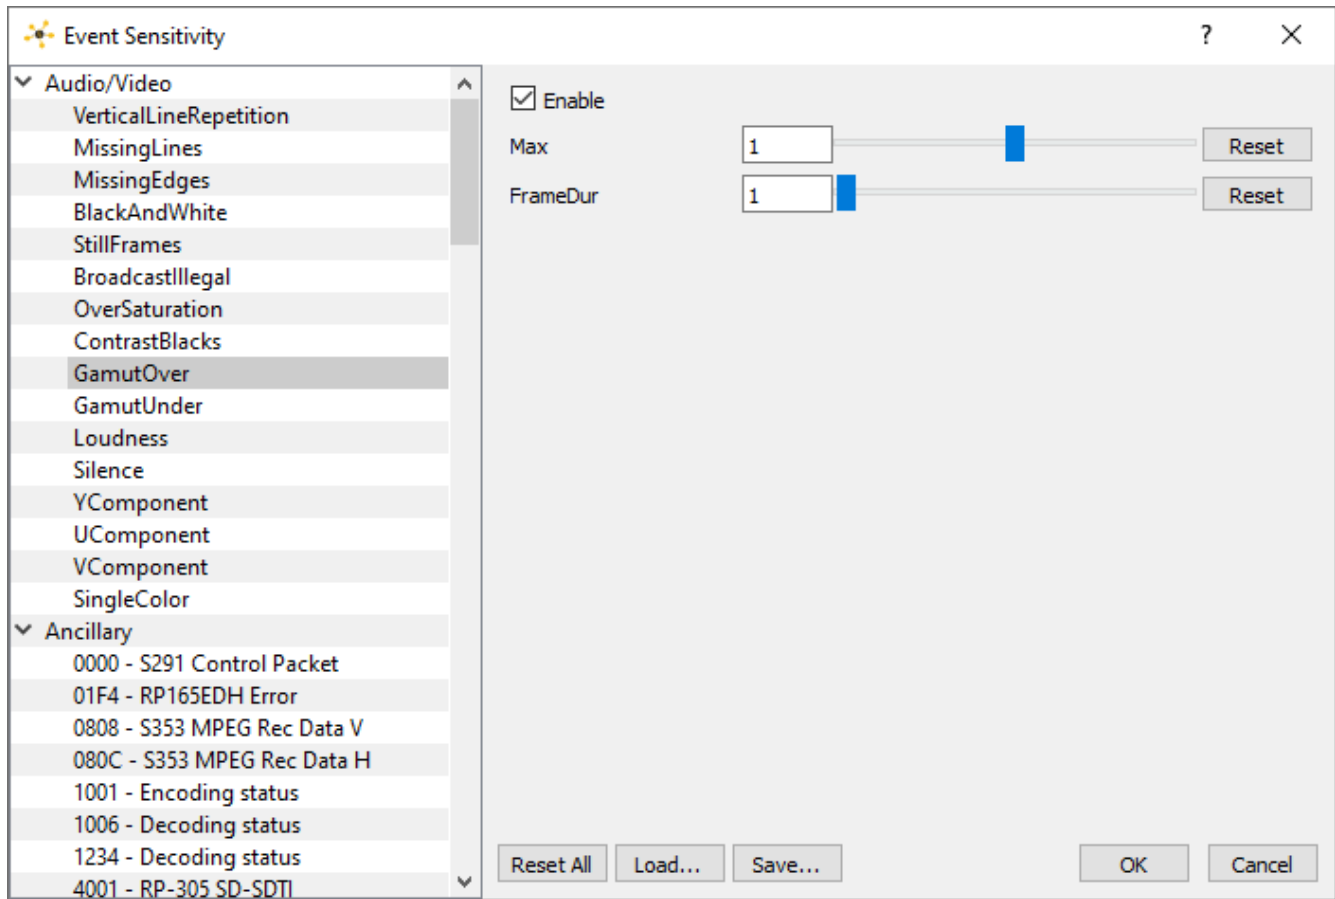 Event Sensitivity
?
Audio/Video
VerticalLineRepetition
MissingLines
MissingEdges
BlackAndWhite
StillFrames
BroadcastIllegal
OverSaturation
ContrastBlacks
GamutOver
GamutUnder
Loudness
Silence
YComponent
UComponent
VComponent
SingleColor
Ancillary
0000 - S291 Control Packet
01F4 - RP165EDH Error
0808 - S353 MPEG Rec Data V
080C - S353 MPEG Rec Data H
1001 - Encoding status
1006 - Decoding status
1234 - Decoding status
4001 - RP-305 SD-SDTI
Enable
Max 1 Reset
FrameDur 1 Reset
Reset All Load... Save... OK Cancel